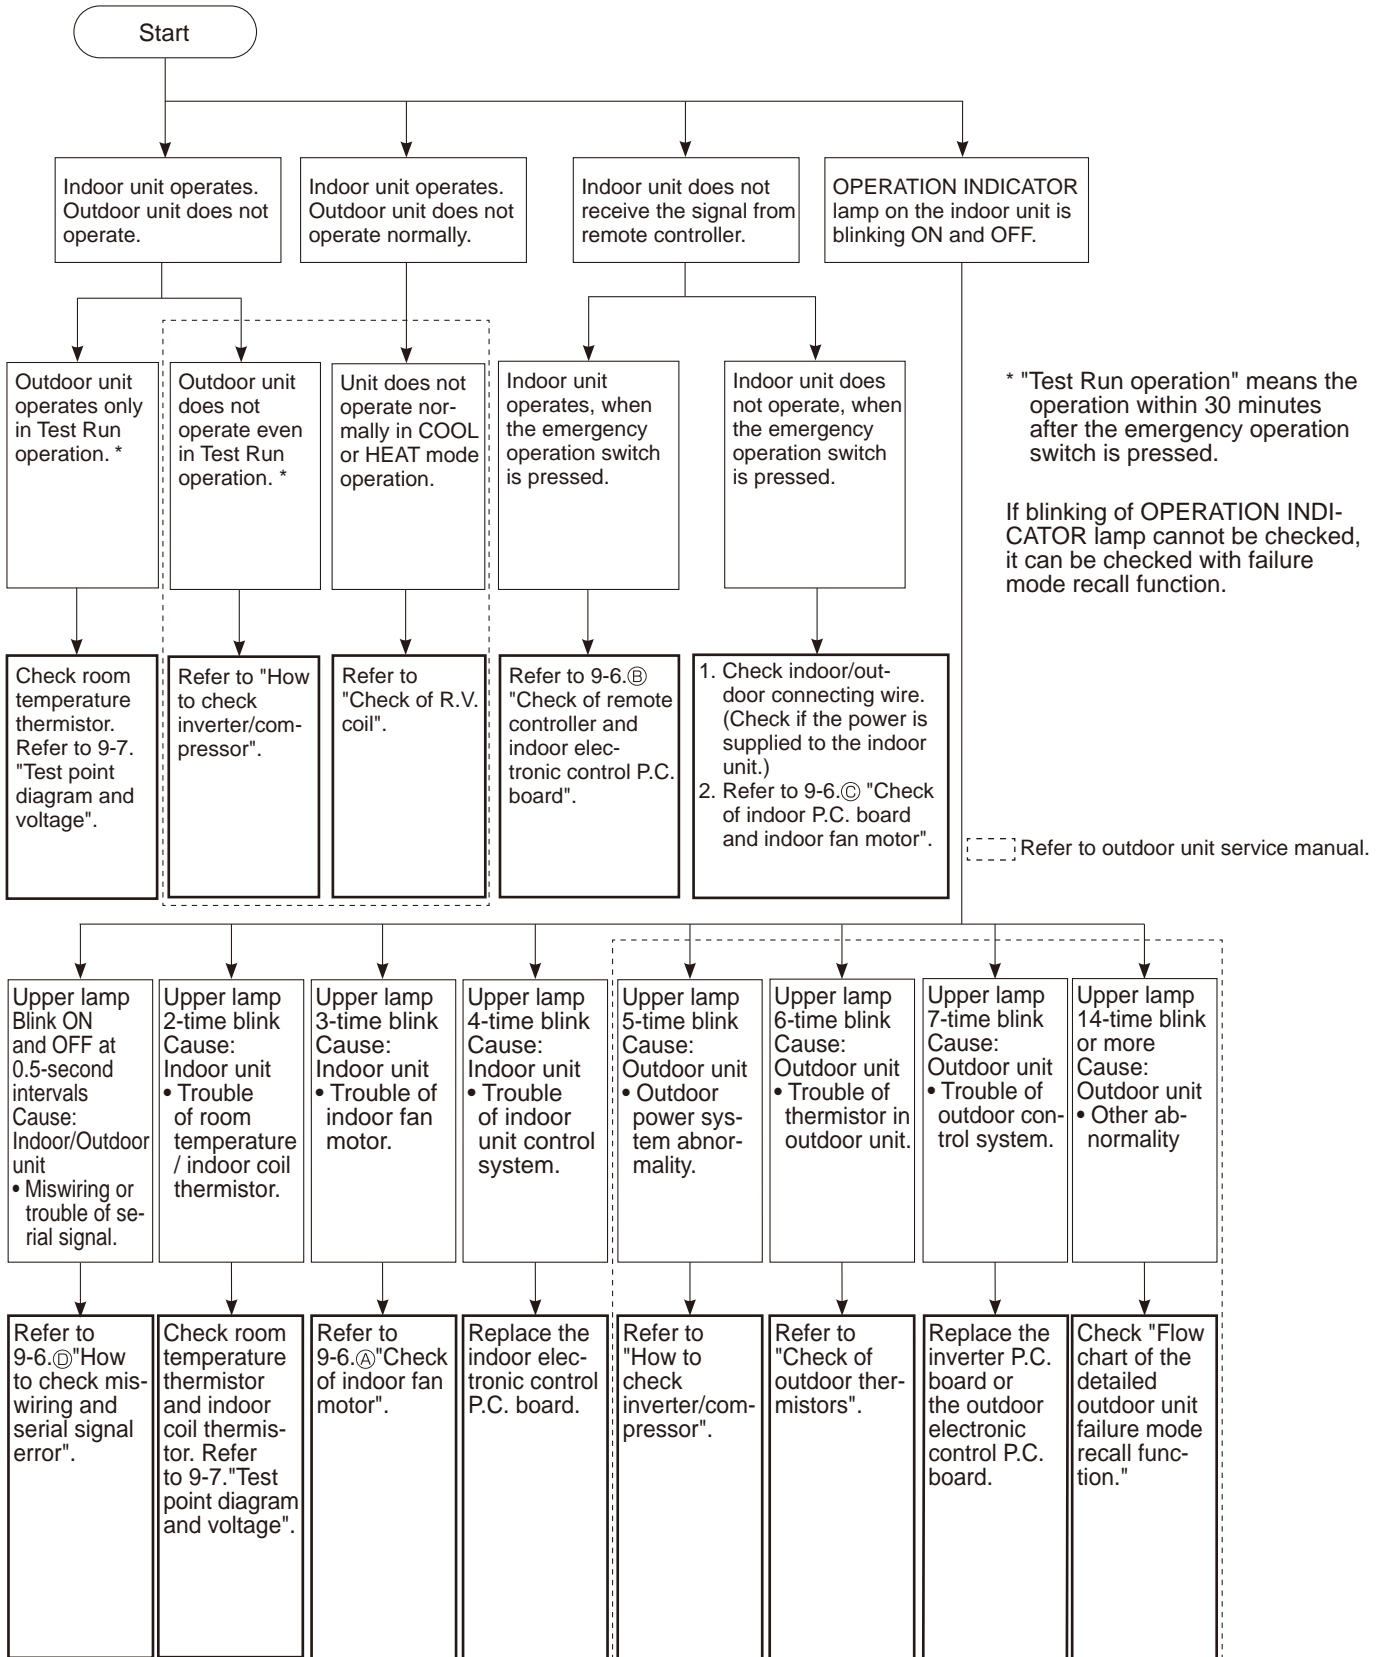 Start
Indoor unit operates.
Outdoor unit does not
operate.
Indoor unit operates.
Outdoor unit does not
operate normally.
Indoor unit does not
receive the signal from
remote controller.
OPERATION INDICATOR
lamp on the indoor unit is
blinking ON and OFF.
Outdoor unit
operates only
in Test Run
operation. *
Outdoor unit
does not
operate even
in Test Run
operation. *
Unit does not
operate nor-
mally in COOL
or HEAT mode
operation.
Indoor unit
operates, when
the emergency
operation switch
is pressed.
Indoor unit does
not operate, when
the emergency
operation switch
is pressed.
* "Test Run operation" means the
operation within 30 minutes
after the emergency operation
switch is pressed.
If blinking of OPERATION INDI-
CATOR lamp cannot be checked,
it can be checked with failure
mode recall function.
Check room
temperature
thermistor.
Refer to 9-7.
"Test point
diagram and
voltage".
Refer to "How
to check
inverter/com-
pressor".
Refer to
"Check of R.V.
coil".
Refer to 9-6.Ⓑ
"Check of remote
controller and
indoor elec-
tronic control P.C.
board".
1. Check indoor/out-
door connecting wire.
(Check if the power is
supplied to the indoor
unit.)
2. Refer to 9-6.Ⓒ "Check
of indoor P.C. board
and indoor fan motor".
Refer to outdoor unit service manual.
Upper lamp
Blink ON
and OFF at
0.5-second
intervals
Cause:
Indoor/Outdoor
unit
• Miswiring or
trouble of se-
rial signal.
Upper lamp
2-time blink
Cause:
Indoor unit
• Trouble
of room
temperature
/ indoor coil
thermistor.
Upper lamp
3-time blink
Cause:
Indoor unit
• Trouble of
indoor fan
motor.
Upper lamp
4-time blink
Cause:
Indoor unit
• Trouble
of indoor
unit control
system.
Upper lamp
5-time blink
Cause:
Outdoor unit
• Outdoor
power sys-
tem abnor-
mality.
Upper lamp
6-time blink
Cause:
Outdoor unit
• Trouble of
thermistor in
outdoor unit.
Upper lamp
7-time blink
Cause:
Outdoor unit
• Trouble of
outdoor con-
trol system.
Upper lamp
14-time blink
or more
Cause:
Outdoor unit
• Other ab-
normality
Refer to
9-6.Ⓓ"How
to check mis-
wiring and
serial signal
error".
Check room
temperature
thermistor
and indoor
coil thermis-
tor. Refer
to 9-7."Test
point diagram
and voltage".
Refer to
9-6.Ⓐ"Check
of indoor fan
motor".
Replace the
indoor elec-
tronic control
P.C. board.
Refer to
"How to
check
inverter/com-
pressor".
Refer to
"Check of
outdoor ther-
mistors".
Replace the
inverter P.C.
board or
the outdoor
electronic
control P.C.
board.
Check "Flow
chart of the
detailed
outdoor unit
failure mode
recall func-
tion."